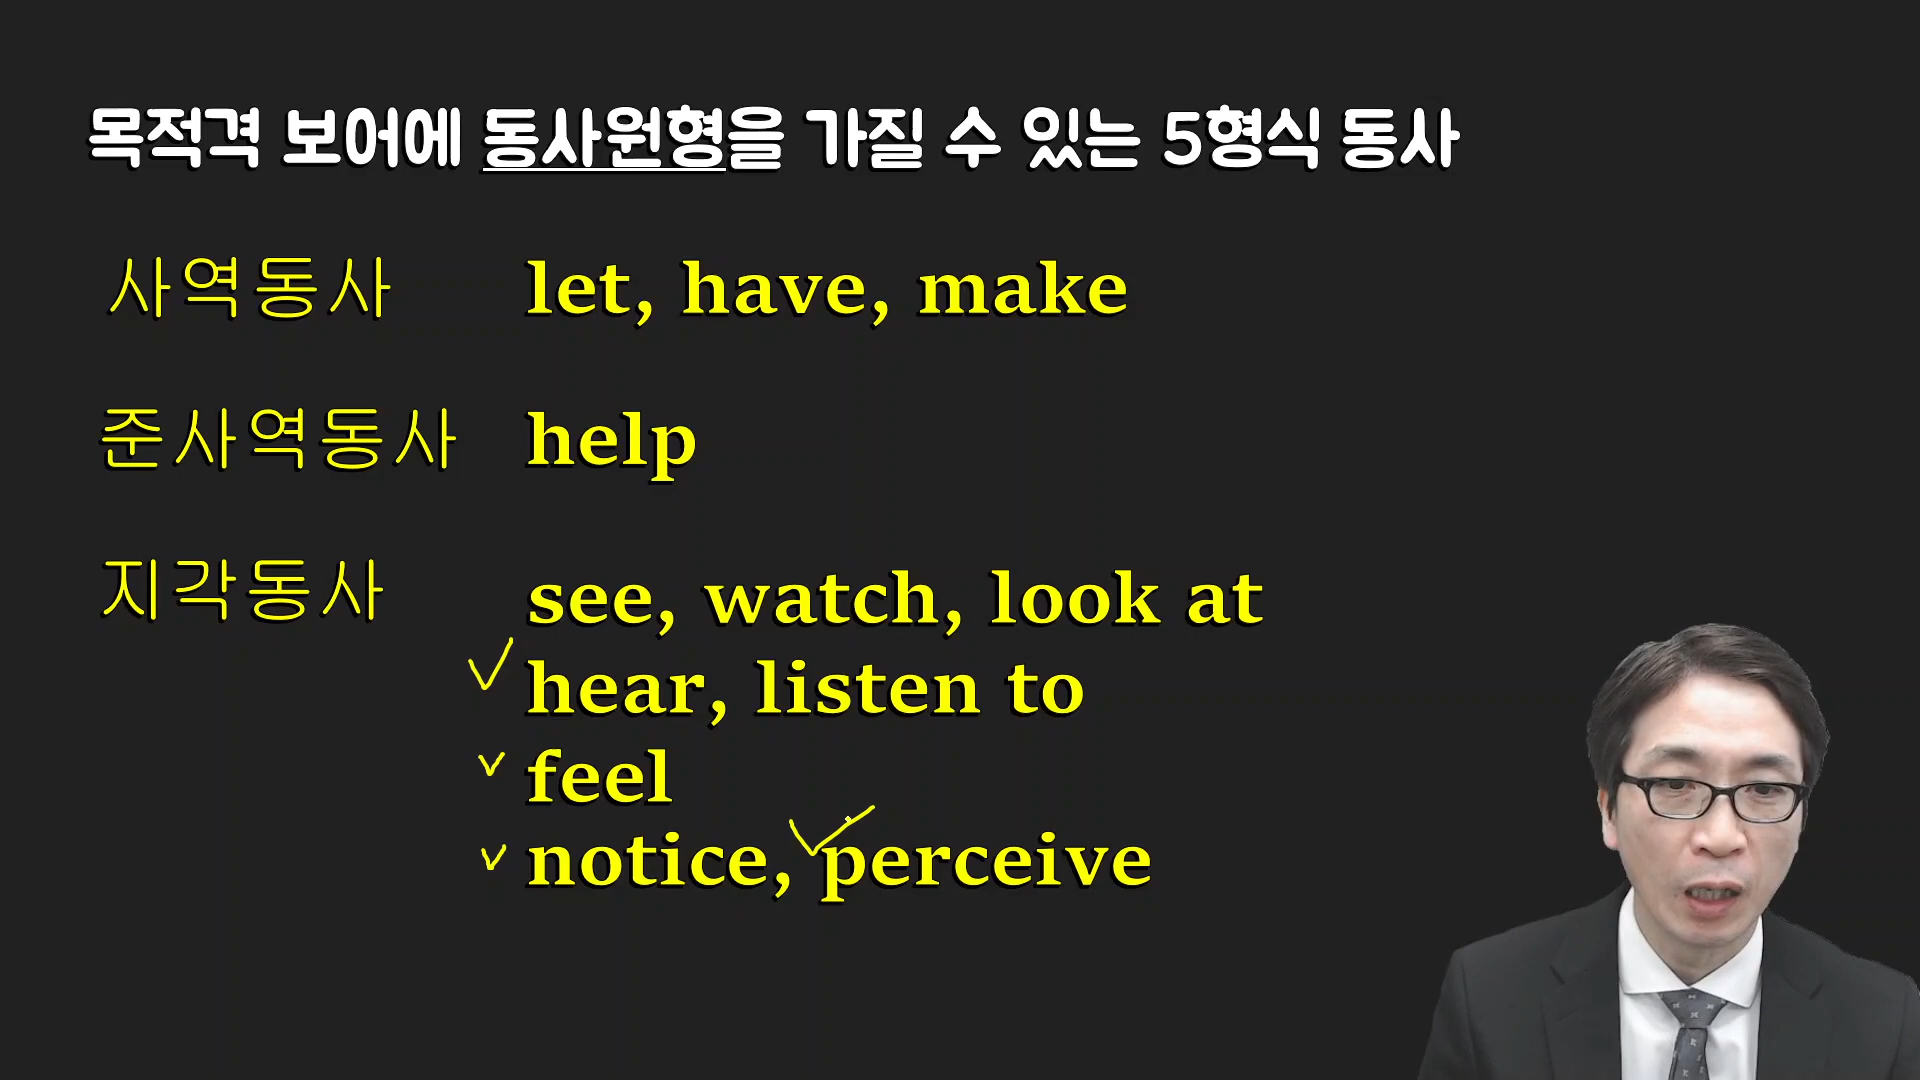 목적격 보어에 동사원형을 가질 수 있는 5형식 동사
사역동사 let, have, make
준사역동사 help
지각동사 see, watch, look at
hear, listen to
feel
notice, perceive